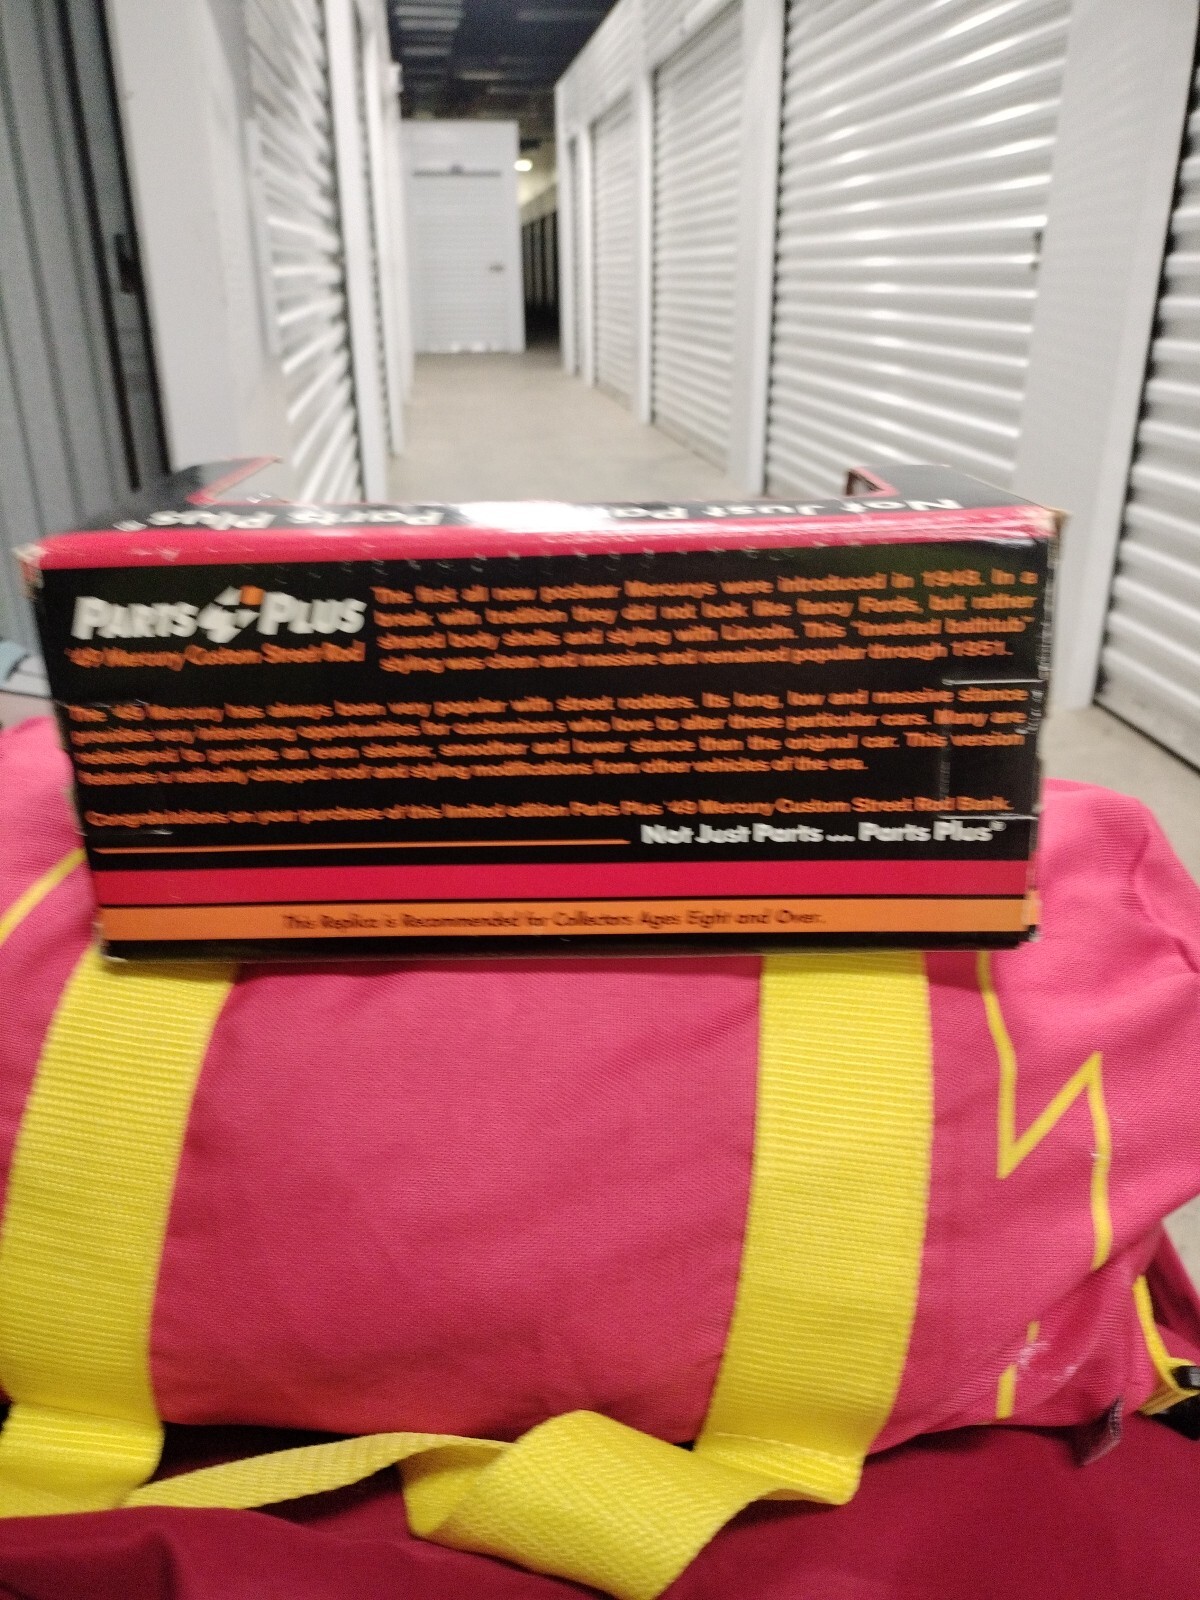 Not Just Parts Parts Plus
PARTS PLUS
'49 Mercury Custom Street Rod
The first all new postwar Mercurys were introduced in 1949. In a
break with tradition they did not look like fancy Fords, but rather
shared body shells and styling with Lincoln. This "inverted bathtub"
styling was clean and massive and remained popular through 1951.
The '49 Mercury has always been very popular with street rodders. Its long, low and massive stance
provides very interesting opportunities for customizers who love to alter these particular cars. Many are
redesigned to provide an even sleeker, smoother and lower stance than the original car. This version
features a radically chopped roof and styling modifications from other vehicles of the era.
Congratulations on your purchase of this limited edition Parts Plus '49 Mercury Custom Street Rod Bank.
Not Just Parts ... Parts Plus®
This Replica is Recommended for Collectors Ages Eight and Over.